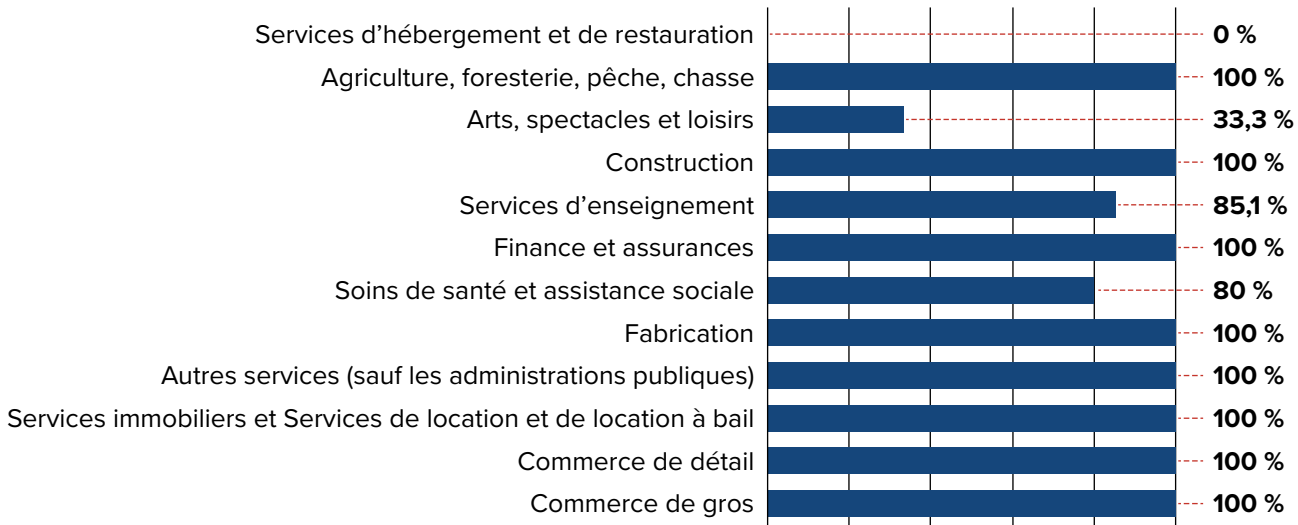 Services d’hébergement et de restauration 0 %
Agriculture, foresterie, pêche, chasse 100 %
Arts, spectacles et loisirs 33,3 %
Construction 100 %
Services d’enseignement 85,1 %
Finance et assurances 100 %
Soins de santé et assistance sociale 80 %
Fabrication 100 %
Autres services (sauf les administrations publiques) 100 %
Services immobiliers et Services de location et de location à bail 100 %
Commerce de détail 100 %
Commerce de gros 100 %